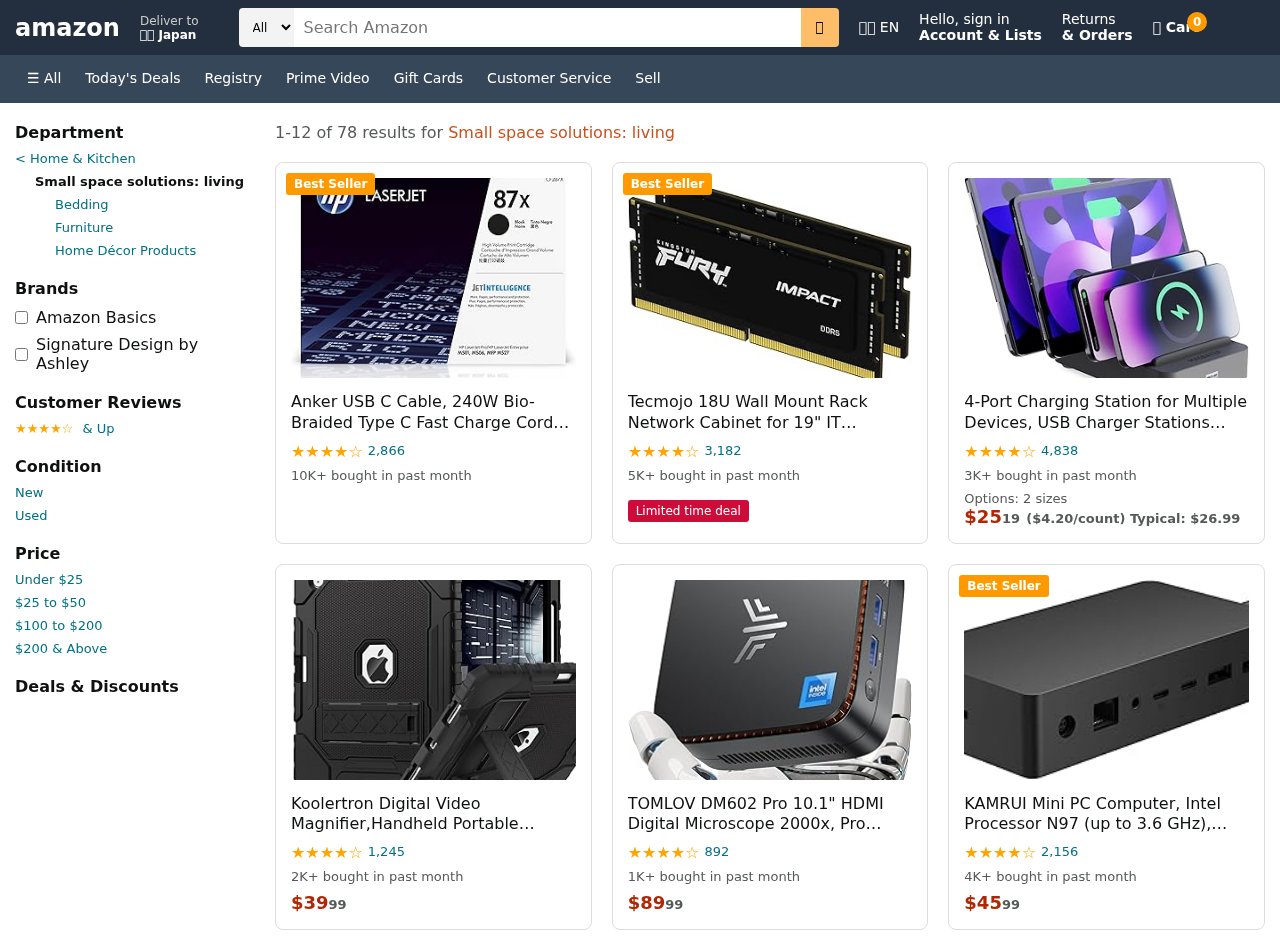 amazon
Deliver to
Japan
All
Search Amazon
EN
Hello, sign in
Account & Lists
Returns
& Orders
0
☰ All
Today's Deals
Registry
Prime Video
Gift Cards
Customer Service
Sell
Department
< Home & Kitchen
Small space solutions: living
Bedding
Furniture
Home Décor Products
Brands
Amazon Basics
Signature Design by
Ashley
Customer Reviews
★★★★☆ & Up
Condition
New
Used
Price
Under $25
$25 to $50
$100 to $200
$200 & Above
Deals & Discounts
1-12 of 78 results for Small space solutions: living
Best Seller
hp LASERJET
87x
JETINTELLIGENCE
Anker USB C Cable, 240W Bio-
Braided Type C Fast Charge Cord…
★★★★☆ 2,866
10K+ bought in past month
Best Seller
KINGSTON
FURY
IMPACT
DDR5
Tecmojo 18U Wall Mount Rack
Network Cabinet for 19" IT…
★★★★☆ 3,182
5K+ bought in past month
Limited time deal
4-Port Charging Station for Multiple
Devices, USB Charger Stations…
★★★★☆ 4,838
3K+ bought in past month
Options: 2 sizes
$25 19 ($4.20/count) Typical: $26.99
Koolertron Digital Video
Magnifier,Handheld Portable…
★★★★☆ 1,245
2K+ bought in past month
$39 99
intel
INSIDE
TOMLOV DM602 Pro 10.1" HDMI
Digital Microscope 2000x, Pro…
★★★★☆ 892
1K+ bought in past month
$89 99
Best Seller
KAMRUI Mini PC Computer, Intel
Processor N97 (up to 3.6 GHz),…
★★★★☆ 2,156
4K+ bought in past month
$45 99